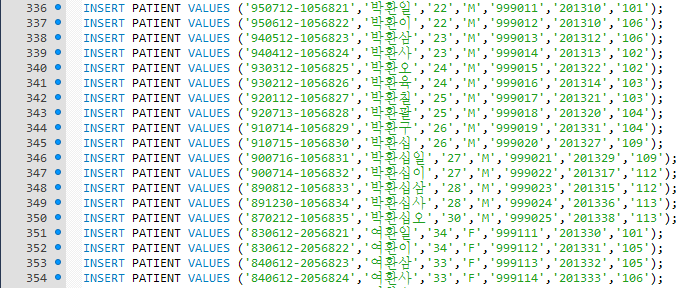 336 INSERT PATIENT VALUES ('950712-1056821','박환일','22','M','999011','201310','101');
337 INSERT PATIENT VALUES ('950612-1056822','박환이','22','M','999012','201310','106');
338 INSERT PATIENT VALUES ('940512-1056823','박환삼','23','M','999013','201312','106');
339 INSERT PATIENT VALUES ('940412-1056824','박환사','23','M','999014','201313','102');
340 INSERT PATIENT VALUES ('930312-1056825','박환오','24','M','999015','201322','102');
341 INSERT PATIENT VALUES ('930212-1056826','박환육','24','M','999016','201314','103');
342 INSERT PATIENT VALUES ('920112-1056827','박환칠','25','M','999017','201321','103');
343 INSERT PATIENT VALUES ('920713-1056828','박환팔','25','M','999018','201320','104');
344 INSERT PATIENT VALUES ('910714-1056829','박환구','26','M','999019','201331','104');
345 INSERT PATIENT VALUES ('910715-1056830','박환십','26','M','999020','201327','109');
346 INSERT PATIENT VALUES ('900716-1056831','박환십일','27','M','999021','201329','109');
347 INSERT PATIENT VALUES ('900714-1056832','박환십이','27','M','999022','201317','112');
348 INSERT PATIENT VALUES ('890812-1056833','박환십삼','28','M','999023','201315','112');
349 INSERT PATIENT VALUES ('891230-1056834','박환십사','28','M','999024','201336','113');
350 INSERT PATIENT VALUES ('870212-1056835','박환십오','30','M','999025','201338','113');
351 INSERT PATIENT VALUES ('830612-2056821','여환일','34','F','999111','201330','101');
352 INSERT PATIENT VALUES ('830612-2056822','여환이','34','F','999112','201331','105');
353 INSERT PATIENT VALUES ('840612-2056823','여환삼','33','F','999113','201332','105');
354 INSERT PATIENT VALUES ('840612-2056824','여환사','33','F','999114','201333','106');